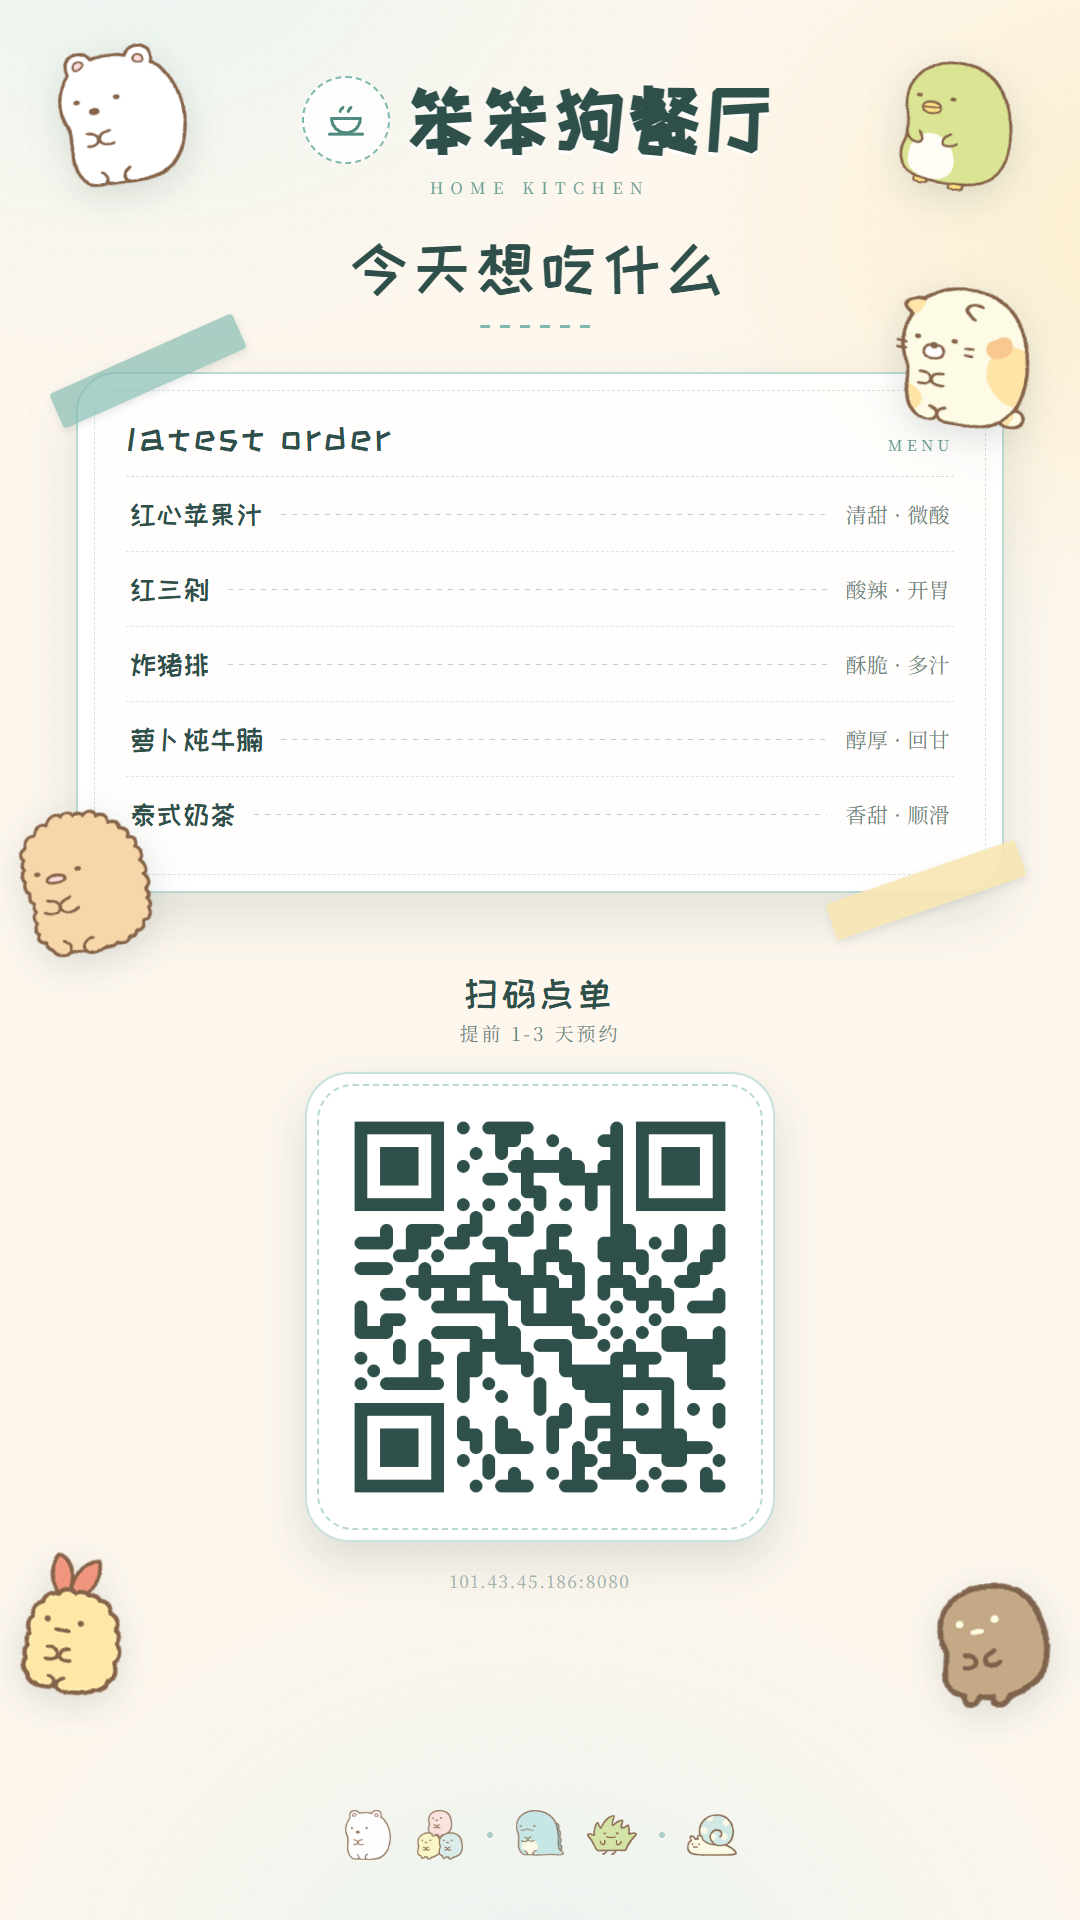 笨笨狗餐厅
HOME KITCHEN
今天想吃什么
latest order
MENU
红心苹果汁 清甜 · 微酸
红三剁 酸辣 · 开胃
炸猪排 酥脆 · 多汁
萝卜炖牛腩 醇厚 · 回甘
泰式奶茶 香甜 · 顺滑
扫码点单
提前 1-3 天预约
101.43.45.186:8080